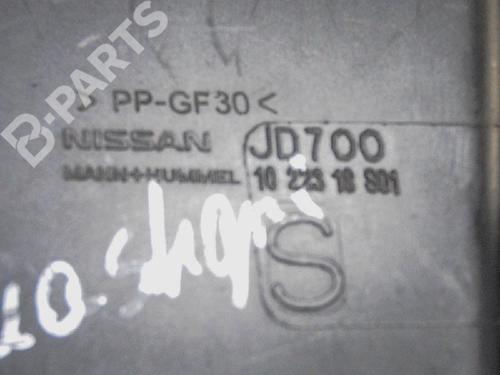 B-PARTS
> PP-GF30 <
NISSAN JD700
MANN+HUMMEL 10 223 18 S01
S